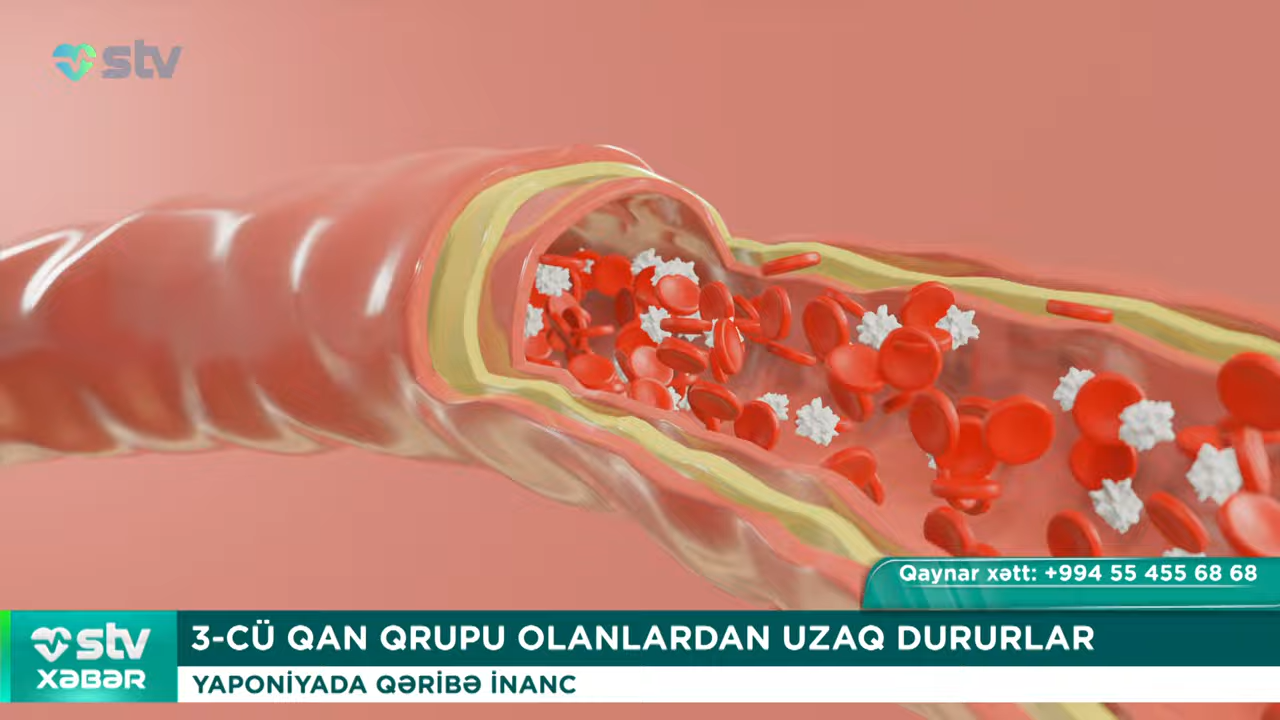 stv
Qaynar xətt: +994 55 455 68 68
stv
XƏBƏR
3-CÜ QAN QRUPU OLANLARDAN UZAQ DURURLAR
YAPONİYADA QƏRİBƏ İNANC